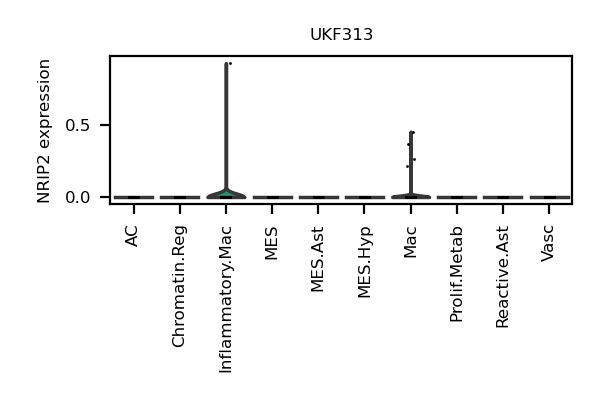 UKF313
NRIP2 expression
0.5
0.0
AC
Chromatin.Reg
Inflammatory.Mac
MES
MES.Ast
MES.Hyp
Mac
Prolif.Metab
Reactive.Ast
Vasc